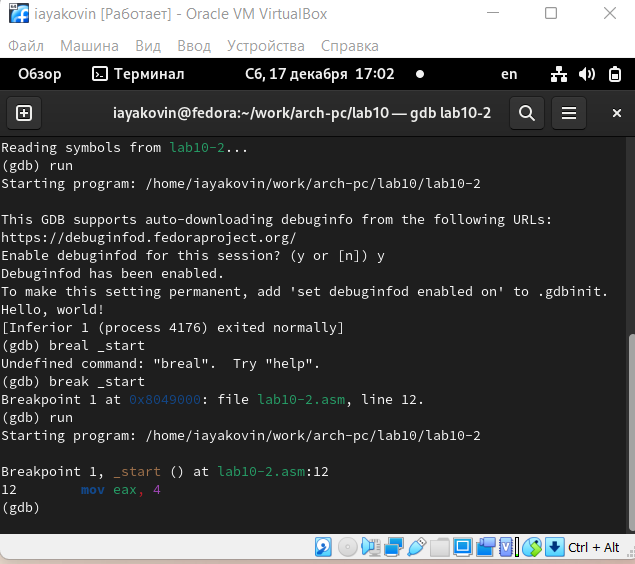 iayakovin [Работает] - Oracle VM VirtualBox
Файл Машина Вид Ввод Устройства Справка
Обзор Терминал Сб, 17 декабря 17:02 en
iayakovin@fedora:~/work/arch-pc/lab10 — gdb lab10-2
Reading symbols from lab10-2...
(gdb) run
Starting program: /home/iayakovin/work/arch-pc/lab10/lab10-2
This GDB supports auto-downloading debuginfo from the following URLs:
https://debuginfod.fedoraproject.org/
Enable debuginfod for this session? (y or [n]) y
Debuginfod has been enabled.
To make this setting permanent, add 'set debuginfod enabled on' to .gdbinit.
Hello, world!
[Inferior 1 (process 4176) exited normally]
(gdb) breal _start
Undefined command: "breal".  Try "help".
(gdb) break _start
Breakpoint 1 at 0x8049000: file lab10-2.asm, line 12.
(gdb) run
Starting program: /home/iayakovin/work/arch-pc/lab10/lab10-2
Breakpoint 1, _start () at lab10-2.asm:12
12        mov eax, 4
(gdb)
Ctrl + Alt